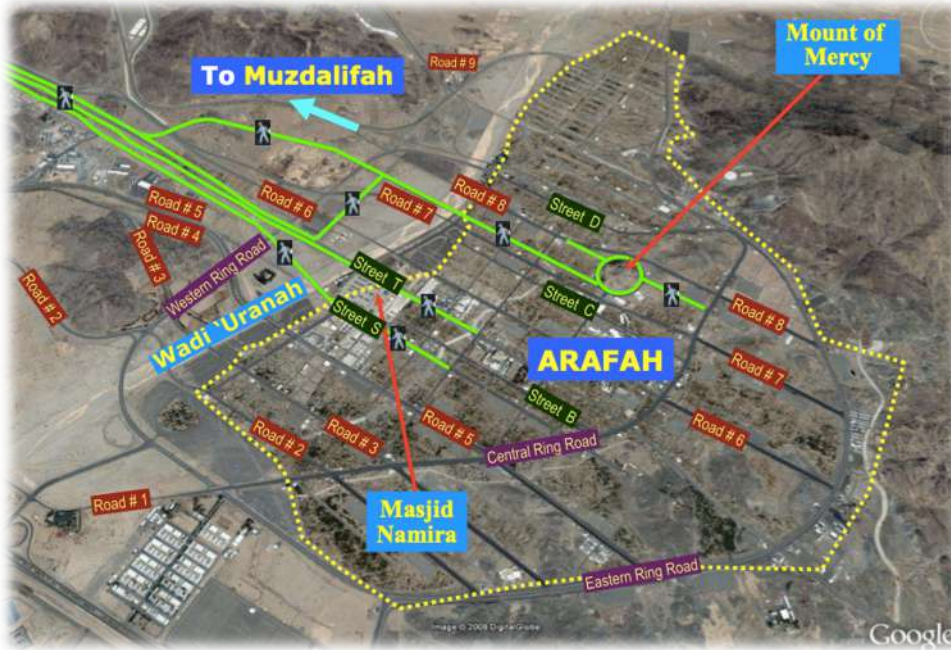 Mount of
Mercy
To Muzdalifah
Road # 9
Road # 8
Street D
Road # 5
Road # 6
Road # 7
Road # 4
Road # 3
Western Ring Road
Street T
Road # 2
Wadi `Uranah
Street S
Street C
Road # 8
ARAFAH
Road # 7
Street B
Road # 6
Road # 2
Road # 3
Road # 5
Central Ring Road
Road # 1
Masjid
Namira
Eastern Ring Road
Image © 2008 DigitalGlobe
Google